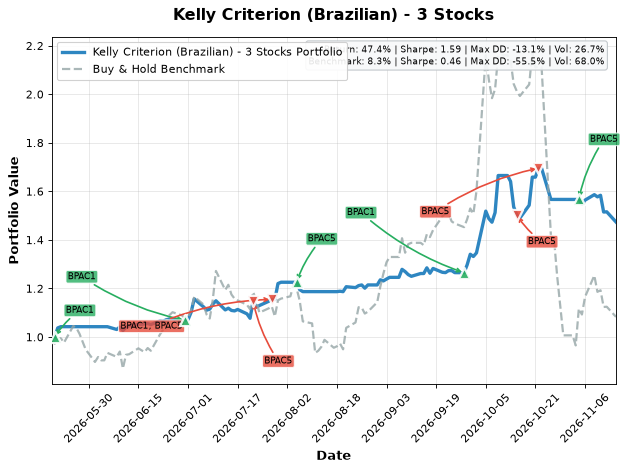 Kelly Criterion (Brazilian) - 3 Stocks
Kelly Criterion (Brazilian) - 3 Stocks Portfolio
Buy & Hold Benchmark
47.4% | Sharpe: 1.59 | Max DD: -13.1% | Vol: 26.7%
Benchmark: 8.3% | Sharpe: 0.46 | Max DD: -55.5% | Vol: 68.0%
Portfolio Value
2.2
2.0
1.8
1.6
1.4
1.2
1.0
BPAC5
BPAC1
BPAC5
BPAC5
BPAC5
BPAC1
BPAC1
BPAC1,
BPAC5
2026-05-30
2026-06-15
2026-07-01
2026-07-17
2026-08-02
2026-08-18
2026-09-03
2026-09-19
2026-10-05
2026-10-21
2026-11-06
Date